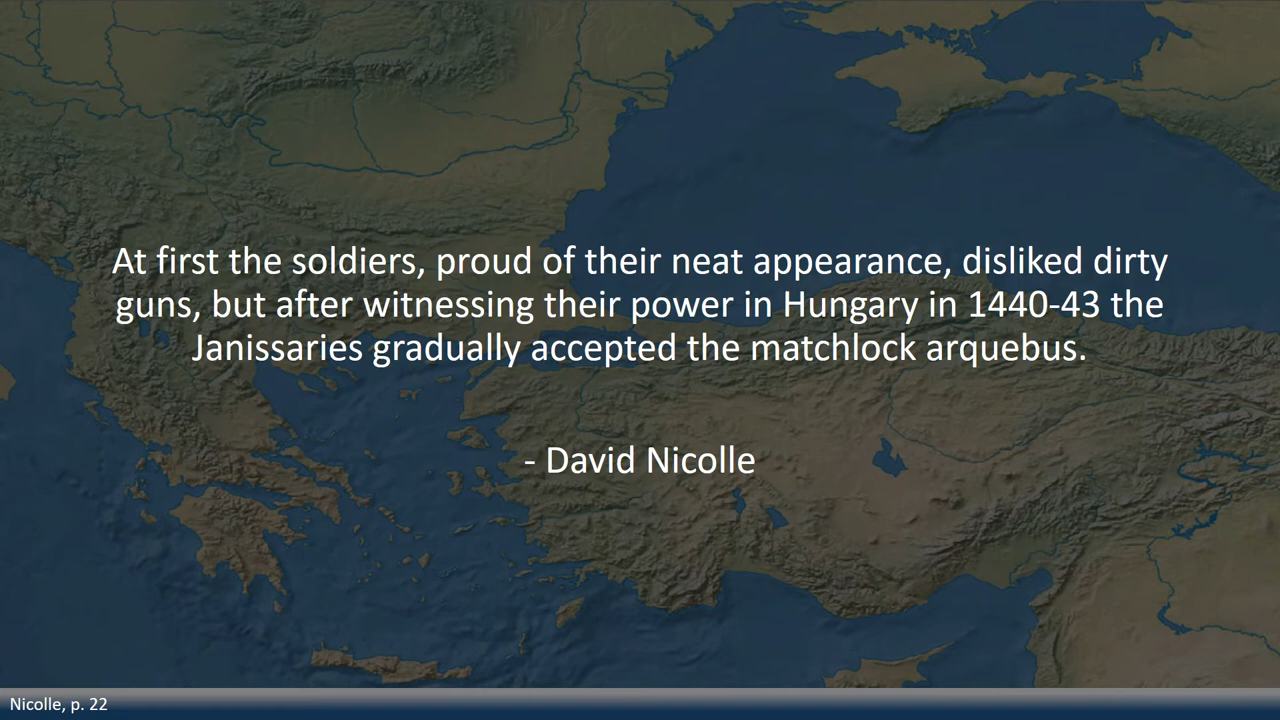 At first the soldiers, proud of their neat appearance, disliked dirty
guns, but after witnessing their power in Hungary in 1440-43 the
Janissaries gradually accepted the matchlock arquebus.
- David Nicolle
Nicolle, p. 22